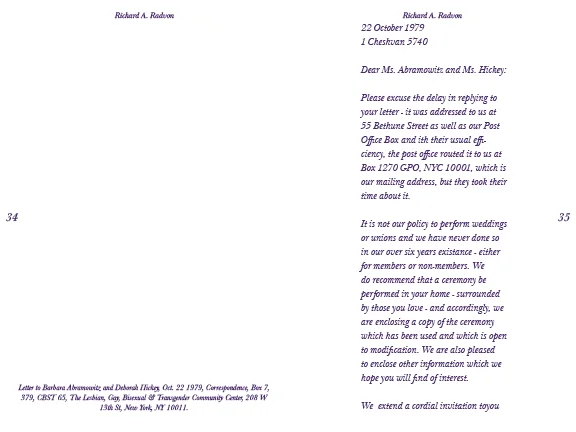 Richard A. Radvon
34
Letter to Barbara Abramowitz and Deborah Hickey, Oct. 22 1979, Correspondence, Box 7,
379, CBST 65, The Lesbian, Gay, Bisexual & Transgender Community Center, 208 W
13th St, New York, NY 10011.
Richard A. Radvon
22 October 1979
1 Cheshvan 5740
Dear Ms. Abramowitz and Ms. Hickey:
Please excuse the delay in replying to
your letter - it was addressed to us at
55 Bethune Street as well as our Post
Office Box and ith their usual effi-
ciency, the post office routed it to us at
Box 1270 GPO, NYC 10001, which is
our mailing address, but they took their
time about it.
It is not our policy to perform weddings
or unions and we have never done so
in our over six years existance - either
for members or non-members. We
do recommend that a ceremony be
performed in your home - surrounded
by those you love - and accordingly, we
are enclosing a copy of the ceremony
which has been used and which is open
to modification. We are also pleased
to enclose other information which we
hope you will find of interest.
We extend a cordial invitation toyou
35